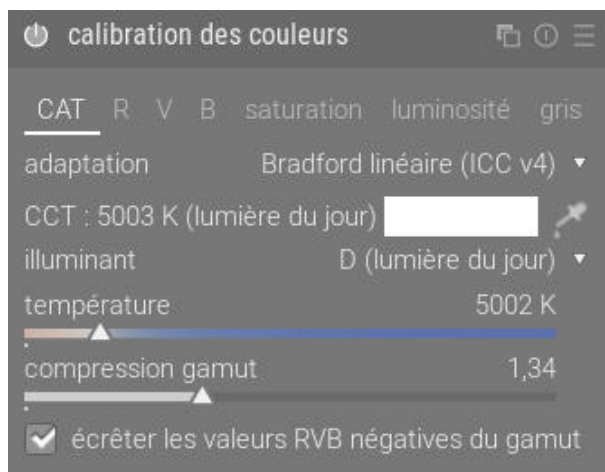 calibration des couleurs
CAT R V B saturation luminosité gris
adaptation Bradford linéaire (ICC v4)
CCT : 5003 K (lumière du jour)
illuminant D (lumière du jour)
température 5002 K
compression gamut 1,34
écrêter les valeurs RVB négatives du gamut